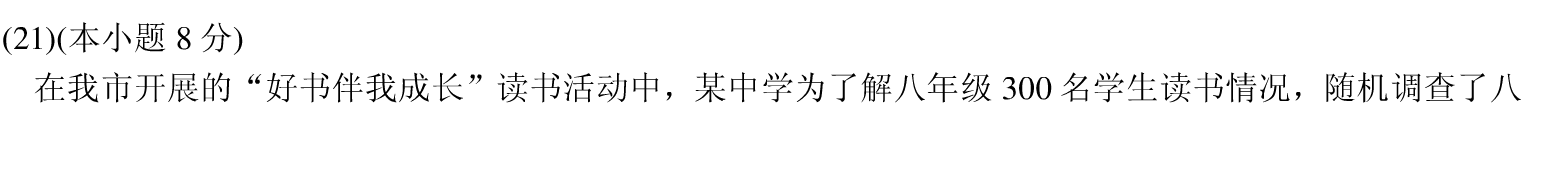 (21)(本小题 8 分)
在我市开展的“好书伴我成长”读书活动中，某中学为了解八年级 300 名学生读书情况，随机调查了八